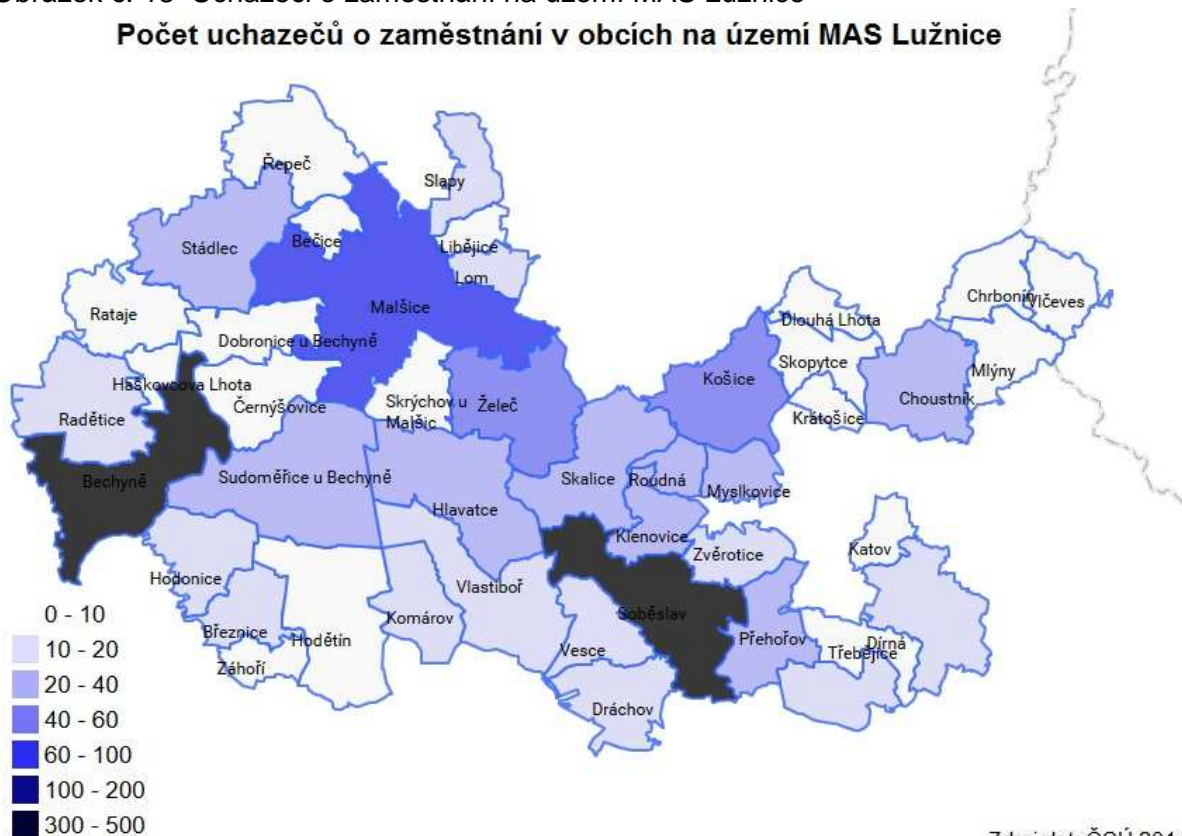 Počet uchazečů o zaměstnání v obcích na území MAS Lužnice
Řepeč
Slapy
Stádlec
Bečice
Libějice
Lom
Rataje
Malšice
Chrbonín
Vlčeves
Dobronice u Bechyně
Dlouhá Lhota
Skopytce
Mlýny
Haškovcova Lhota
Košice
Choustník
Radětice
Černýšovice
Skrýchov u
Malšic
Želeč
Krátošice
Bechyně
Sudoměřice u Bechyně
Skalice
Roudná
Myslkovice
Hlavatce
Klenovice
Zvěrotice
Katov
Hodonice
Vlastiboř
Komárov
Soběslav
Březnice
Hodětín
Přehořov
Dírná
Třebějice
Vesce
Záhoří
Dráchov
0 - 10
10 - 20
20 - 40
40 - 60
60 - 100
100 - 200
300 - 500